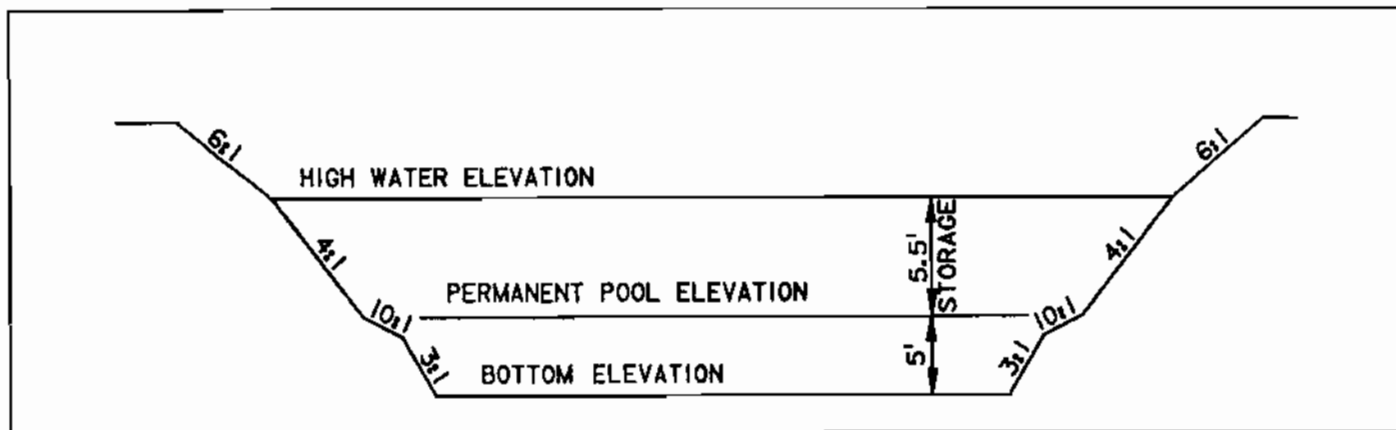 6:1
6:1
HIGH WATER ELEVATION
4:1
5.5'
STORAGE
4:1
PERMANENT POOL ELEVATION
10:1
10:1
3:1
5'
3:1
BOTTOM ELEVATION